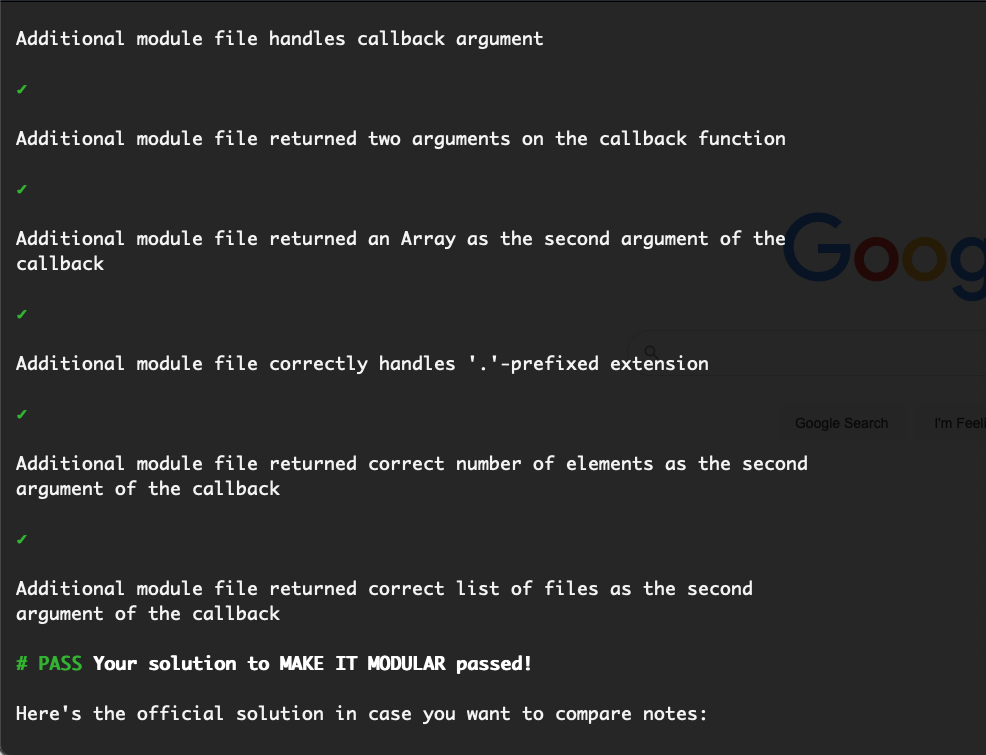 Additional module file handles callback argument
✓
Additional module file returned two arguments on the callback function
✓
Additional module file returned an Array as the second argument of the
callback
✓
Additional module file correctly handles '.'-prefixed extension
✓
Additional module file returned correct number of elements as the second
argument of the callback
✓
Additional module file returned correct list of files as the second
argument of the callback
# PASS Your solution to MAKE IT MODULAR passed!
Here's the official solution in case you want to compare notes:
Goog
Google Search
I'm Feeli